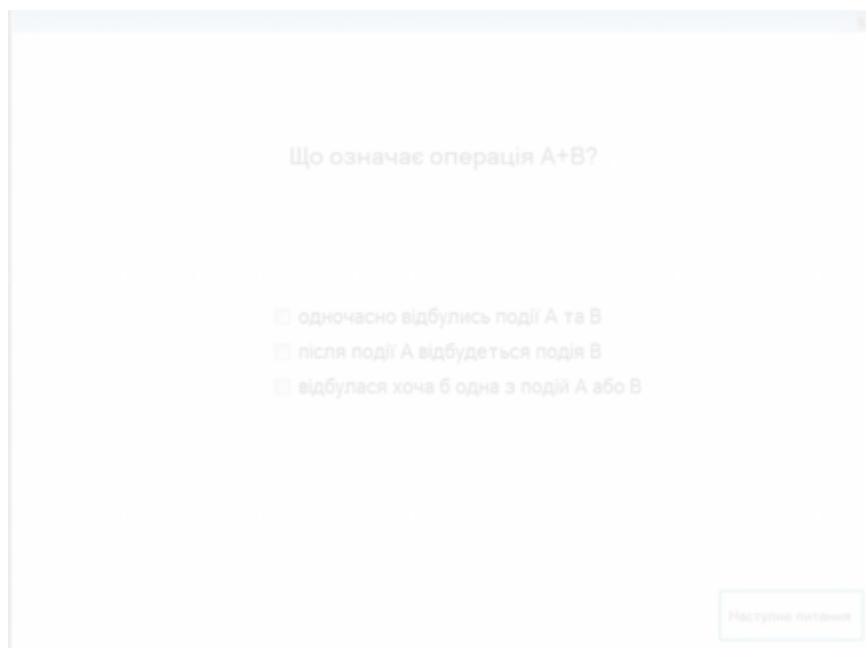 Що означає операція A+B?
одночасно відбулись події А та В
після події А відбудеться подія В
відбулася хоча б одна з подій А або В
Наступне питання